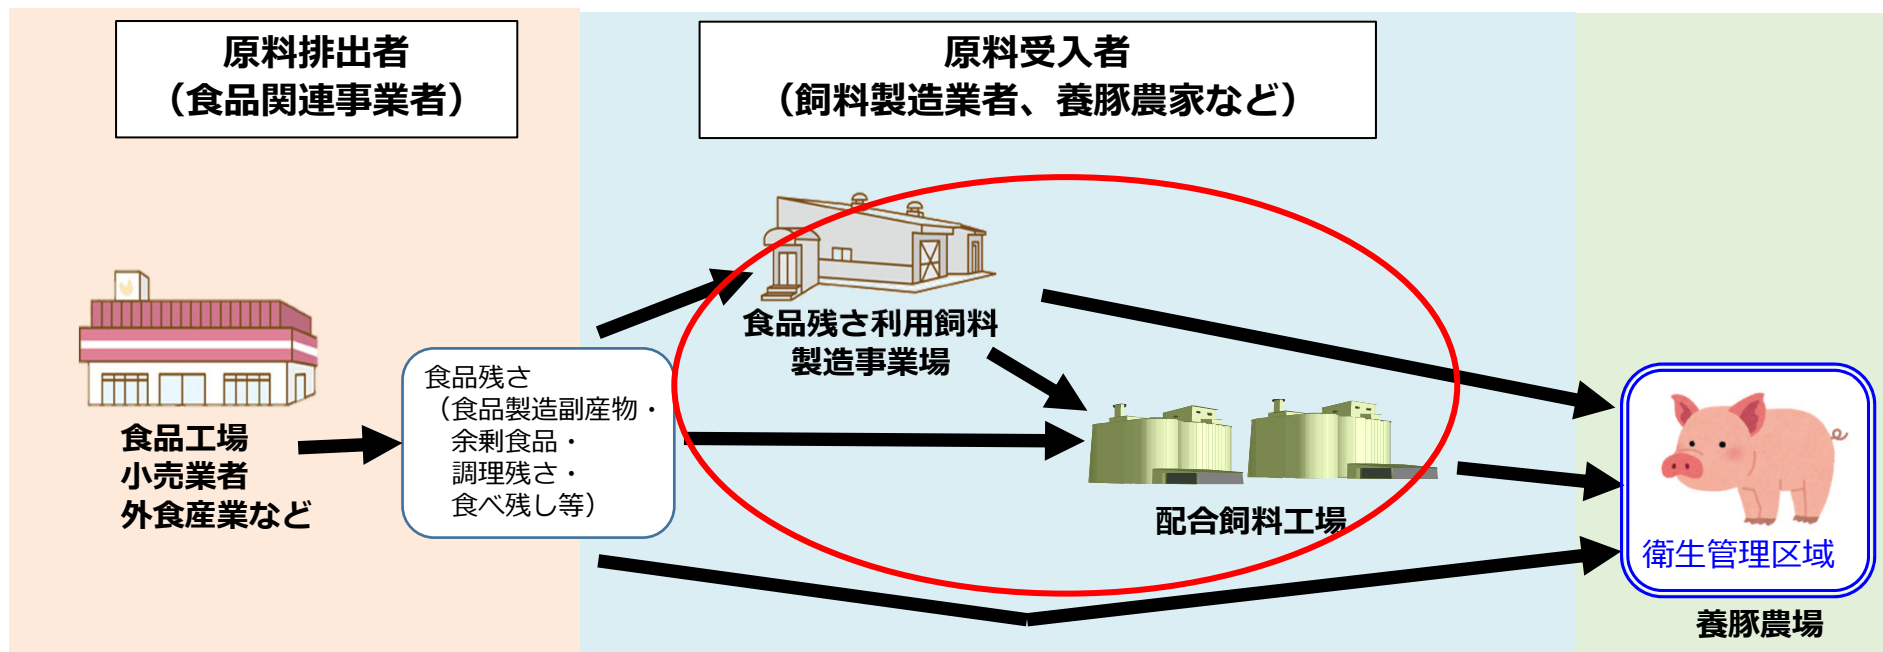 原料排出者
（食品関連事業者）
原料受入者
（飼料製造業者、養豚農家など）
食品工場
小売業者
外食産業など
食品残さ
（食品製造副産物・
余剰食品・
調理残さ・
食べ残し等）
食品残さ利用飼料
製造事業場
配合飼料工場
衛生管理区域
養豚農場